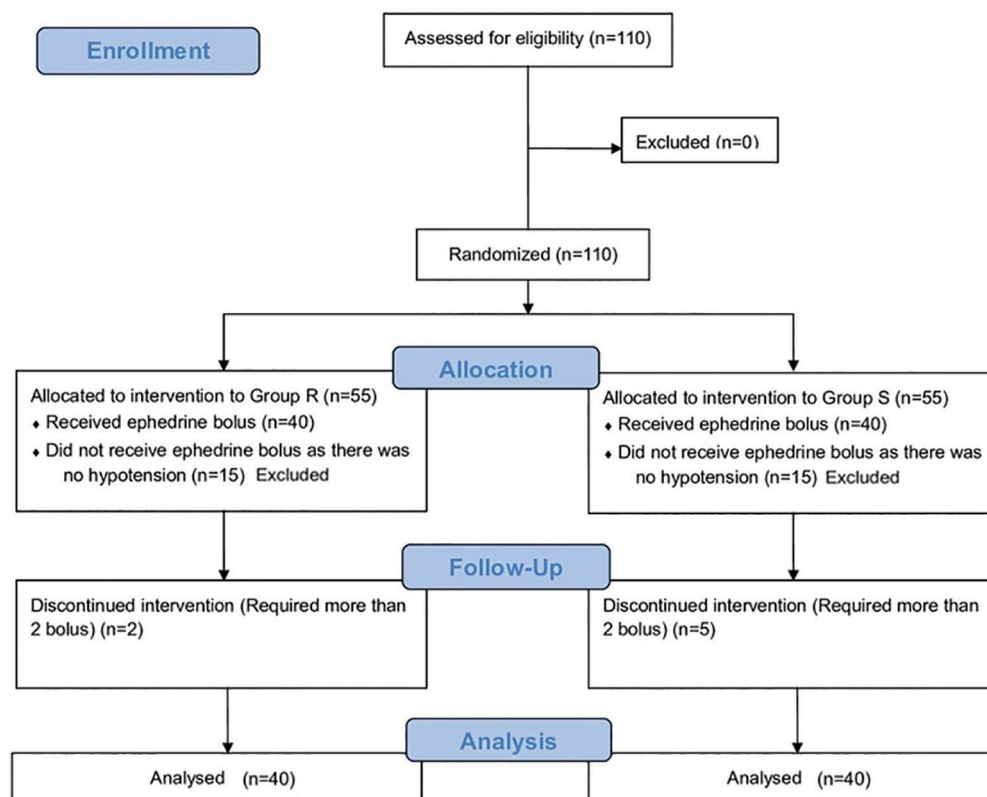 Enrollment
Assessed for eligibility (n=110)
Excluded (n=0)
Randomized (n=110)
Allocation
Allocated to intervention to Group R (n=55)
♦ Received ephedrine bolus (n=40)
♦ Did not receive ephedrine bolus as there was
no hypotension (n=15) Excluded
Allocated to intervention to Group S (n=55)
♦ Received ephedrine bolus (n=40)
♦ Did not receive ephedrine bolus as there was
no hypotension (n=15) Excluded
Follow-Up
Discontinued intervention (Required more than
2 bolus) (n=2)
Discontinued intervention (Required more than
2 bolus) (n=5)
Analysis
Analysed (n=40)
Analysed (n=40)